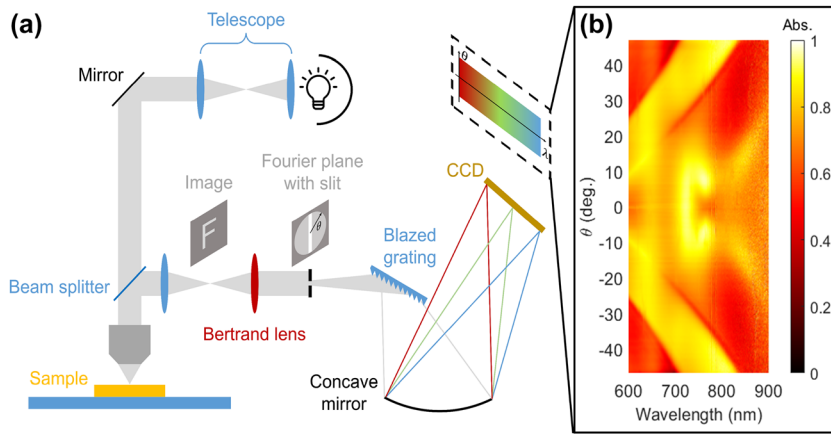 (a)
Telescope
Mirror
Image
F
Fourier plane
with slit
θ
Beam splitter
Bertrand lens
Blazed
grating
CCD
θ
λ
Sample
Concave
mirror
(b)
Abs.
1
0.8
0.6
0.4
0.2
0
θ (deg.)
40
30
20
10
0
-10
-20
-30
-40
600 700 800 900
Wavelength (nm)